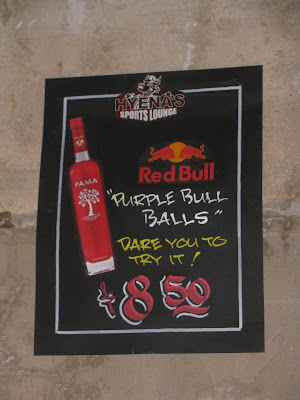 HYENA'S
SPORTS LOUNGE
PAMA
Red Bull
"PURPLE BULL
BALLS"
DARE YOU TO
TRY IT!
$8 50